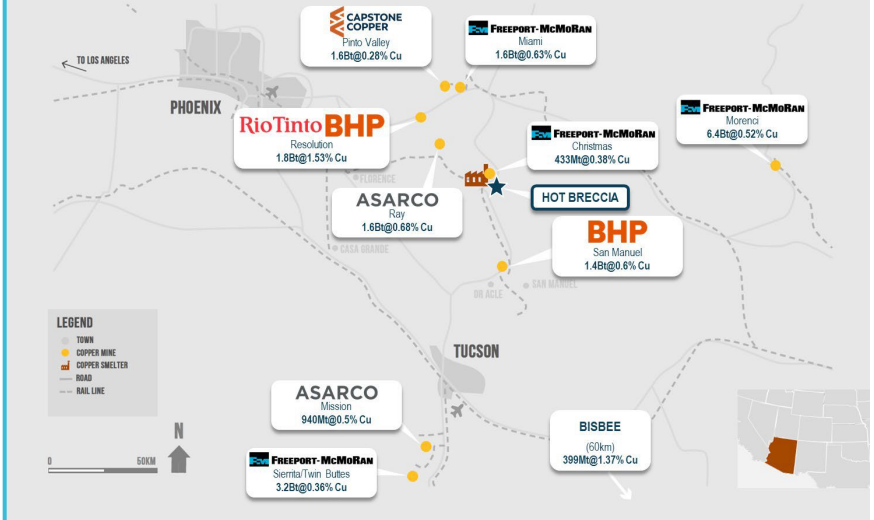 CAPSTONE
COPPER
Pinto Valley
1.6Bt@0.28% Cu
FCX FREEPORT-MCMORAN
Miami
1.6Bt@0.63% Cu
TO LOS ANGELES
PHOENIX
RioTinto BHP
Resolution
1.8Bt@1.53% Cu
FREEPORT-MCMORAN
Morenci
6.4Bt@0.52% Cu
FREEPORT-MCMORAN
Christmas
433Mt@0.38% Cu
FLORENCE
ASARCO
Ray
1.6Bt@0.68% Cu
HOT BRECCIA
BHP
San Manuel
1.4Bt@0.6% Cu
CASA GRANDE
SAN MANUEL
OR ACLE
LEGEND
TOWN
COPPER MINE
COPPER SMELTER
ROAD
RAIL LINE
TUCSON
ASARCO
Mission
940Mt@0.5% Cu
N
0 50KM
FREEPORT-MCMORAN
Sierrita/Twin Buttes
3.2Bt@0.36% Cu
BISBEE
(60km)
399Mt@1.37% Cu